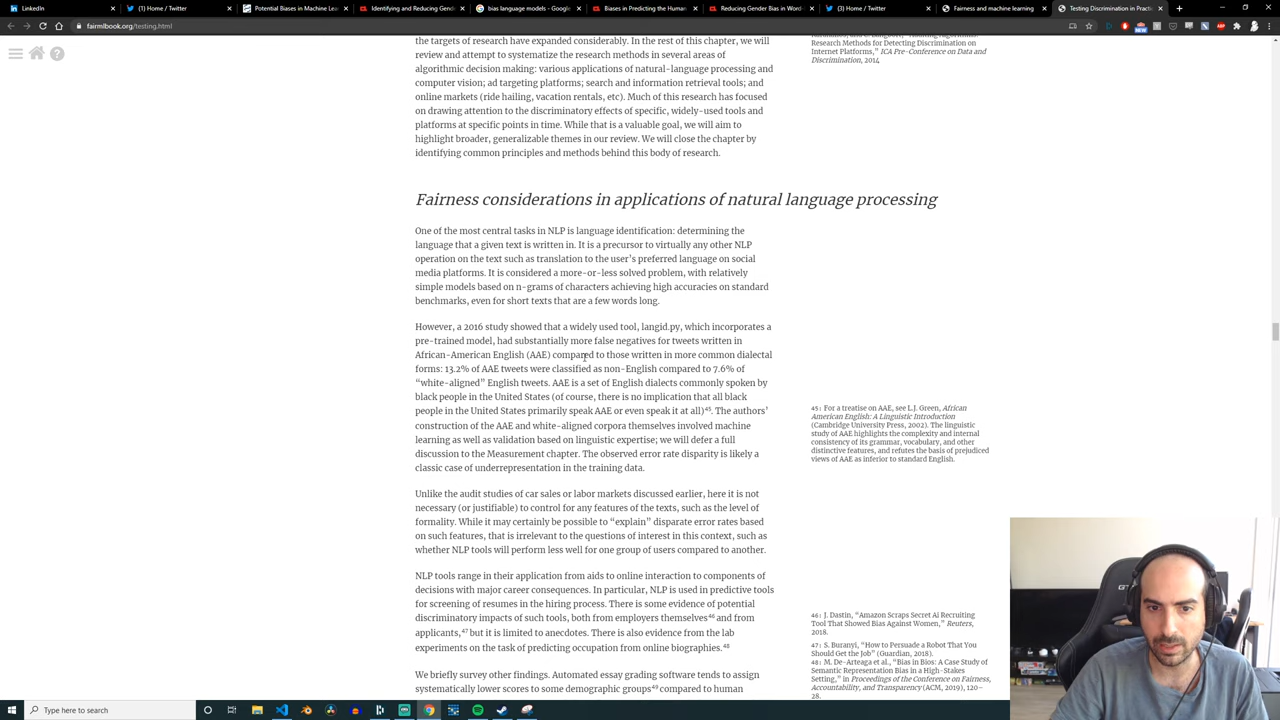 LinkedIn
(1) Home / Twitter
Potential Biases in Machine Lea
Identifying and Reducing Gende
bias language models - Google
Biases in Predicting the Human
Reducing Gender Bias in Word
(3) Home / Twitter
Fairness and machine learning
Testing Discrimination in Practic
fairmlbook.org/testing.html
the targets of research have expanded considerably. In the rest of this chapter, we will
review and attempt to systematize the research methods in several areas of
algorithmic decision making: various applications of natural-language processing and
computer vision; ad targeting platforms; search and information retrieval tools; and
online markets (ride hailing, vacation rentals, etc). Much of this research has focused
on drawing attention to the discriminatory effects of specific, widely-used tools and
platforms at specific points in time. While that is a valuable goal, we will aim to
highlight broader, generalizable themes in our review. We will close the chapter by
identifying common principles and methods behind this body of research.
Research Methods for Detecting Discrimination on
Internet Platforms,” ICA Pre-Conference on Data and
Discrimination, 2014
Fairness considerations in applications of natural language processing
One of the most central tasks in NLP is language identification: determining the
language that a given text is written in. It is a precursor to virtually any other NLP
operation on the text such as translation to the user’s preferred language on social
media platforms. It is considered a more-or-less solved problem, with relatively
simple models based on n-grams of characters achieving high accuracies on standard
benchmarks, even for short texts that are a few words long.
However, a 2016 study showed that a widely used tool, langid.py, which incorporates a
pre-trained model, had substantially more false negatives for tweets written in
African-American English (AAE) compared to those written in more common dialectal
forms: 13.2% of AAE tweets were classified as non-English compared to 7.6% of
“white-aligned” English tweets. AAE is a set of English dialects commonly spoken by
black people in the United States (of course, there is no implication that all black
people in the United States primarily speak AAE or even speak it at all)45. The authors’
construction of the AAE and white-aligned corpora themselves involved machine
learning as well as validation based on linguistic expertise; we will defer a full
discussion to the Measurement chapter. The observed error rate disparity is likely a
classic case of underrepresentation in the training data.
45: For a treatise on AAE, see L.J. Green, African
American English: A Linguistic Introduction
(Cambridge University Press, 2002). The linguistic
study of AAE highlights the complexity and internal
consistency of its grammar, vocabulary, and other
distinctive features, and refutes the basis of prejudiced
views of AAE as inferior to standard English.
Unlike the audit studies of car sales or labor markets discussed earlier, here it is not
necessary (or justifiable) to control for any features of the texts, such as the level of
formality. While it may certainly be possible to “explain” disparate error rates based
on such features, that is irrelevant to the questions of interest in this context, such as
whether NLP tools will perform less well for one group of users compared to another.
NLP tools range in their application from aids to online interaction to components of
decisions with major career consequences. In particular, NLP is used in predictive tools
for screening of resumes in the hiring process. There is some evidence of potential
discriminatory impacts of such tools, both from employers themselves46 and from
applicants,47 but it is limited to anecdotes. There is also evidence from the lab
experiments on the task of predicting occupation from online biographies.48
46: J. Dastin, “Amazon Scraps Secret Ai Recruiting
Tool That Showed Bias Against Women,” Reuters,
2018.
47: S. Buranyi, “How to Persuade a Robot That You
Should Get the Job” (Guardian, 2018).
48: M. De-Arteaga et al., “Bias in Bios: A Case Study of
Semantic Representation Bias in a High-Stakes
Setting,” in Proceedings of the Conference on Fairness,
Accountability, and Transparency (ACM, 2019), 120–
28.
We briefly survey other findings. Automated essay grading software tends to assign
systematically lower scores to some demographic groups49 compared to human
Type here to search